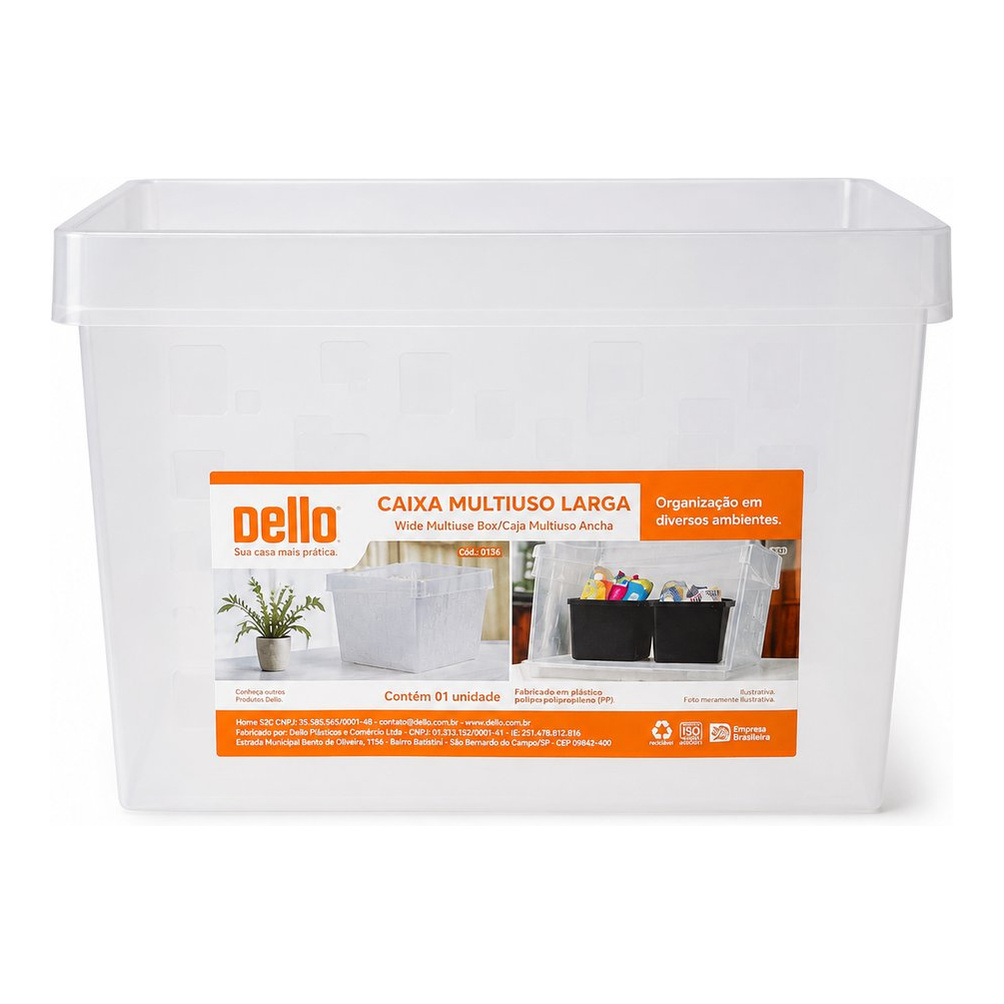 Dello®
Sua casa mais prática.
CAIXA MULTIUSO LARGA
Wide Multiuse Box/Caja Multiuso Ancha
Organização em
diversos ambientes.
Cód.: 0136
Conheça outros
Produtos Dello.
Contém 01 unidade
Fabricado em plástico
polipes polipropileno (PP).
Ilustrativa.
Foto meramente Ilustrativa.
Home S2C CNPJ: 35.585.565/0001-48 - contato@dello.com.br - www.dello.com.br
Fabricado por: Dello Plásticos e Comércio Ltda - CNPJ: 01.313.152/0001-41 - IE: 251.478.812.816
Estrada Municipal Bento de Oliveira, 1156 - Bairro Batistini - São Bernardo do Campo/SP - CEP 09842-400
reciclável
ISO
Empresa
Brasileira